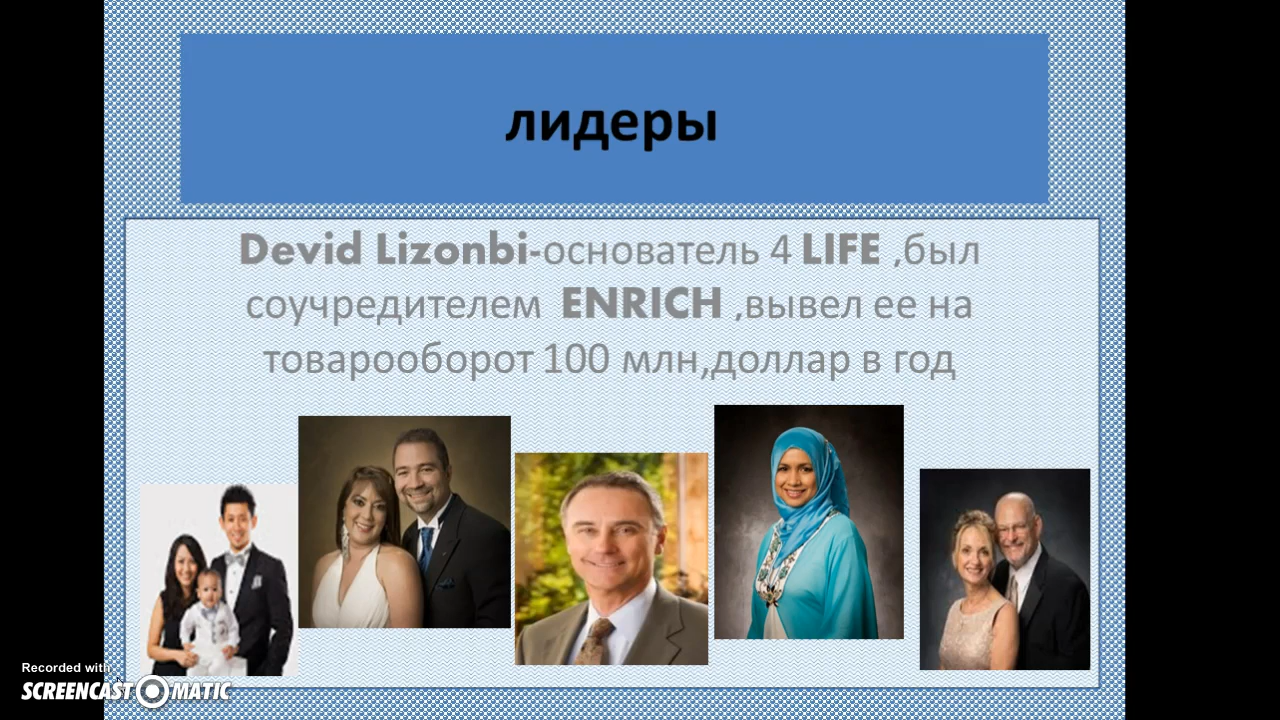 лидеры
Devid Lizonbi-основатель 4 LIFE ,был
соучредителем ENRICH ,вывел ее на
товарооборот 100 млн,доллар в год
Recorded with
SCREENCAST MATIC